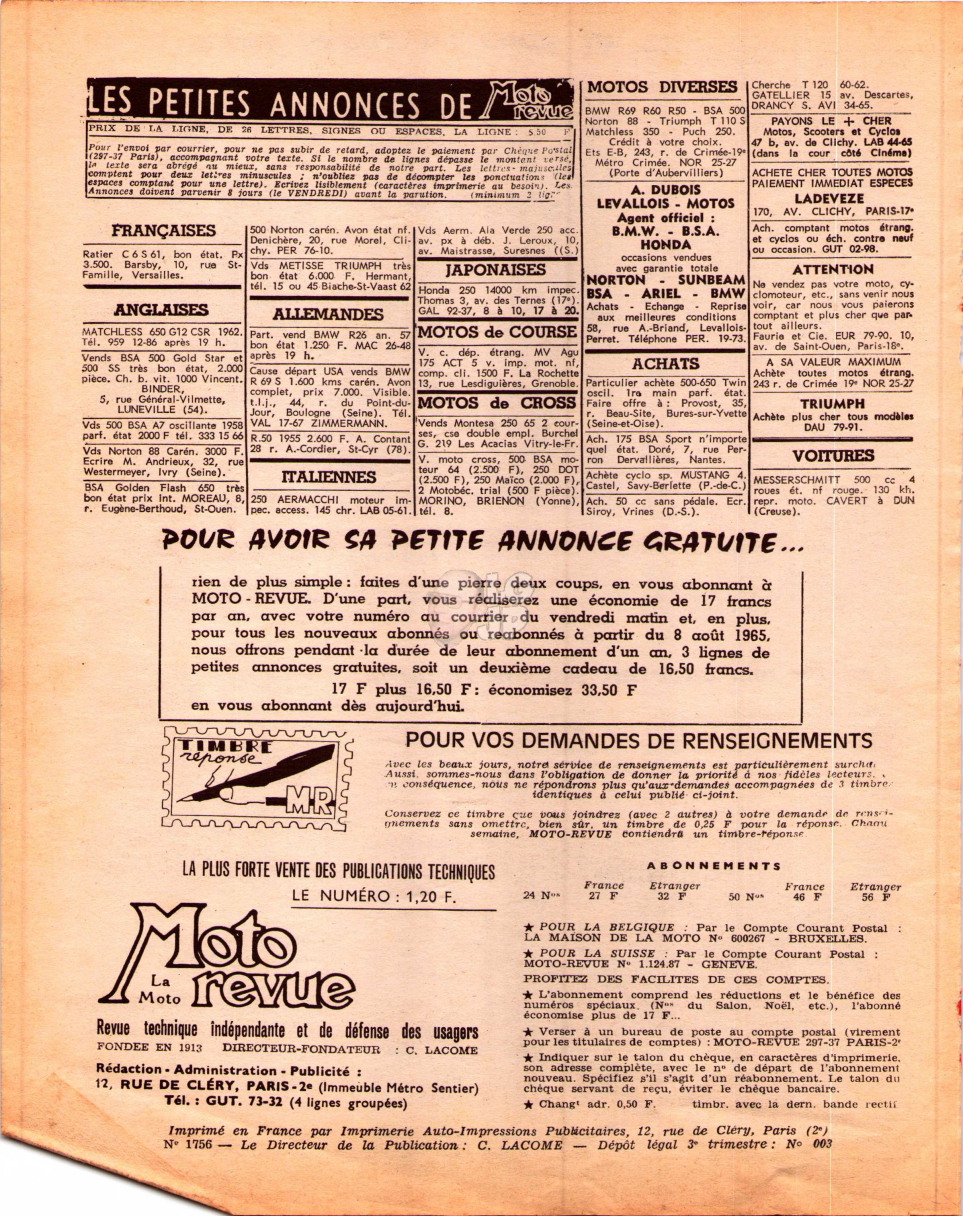 LES PETITES ANNONCES DE Moto revue
PRIX DE LA LIGNE, DE 26 LETTRES, SIGNES OU ESPACES, LA LIGNE : 5,50 F
Pour l'envoi par courrier, pour ne pas subir de retard, adoptez le paiement par Chèque Postal
(297-37 Paris), accompagnant votre texte. Si le nombre de lignes dépasse le montant versé,
le texte sera abrégé au mieux, sans responsabilité de notre part. Les lettres majuscules
comptent pour deux lettres minuscules ; n'oubliez pas de décompter les ponctuations (les
espaces comptant pour une lettre). Ecrivez lisiblement (caractères imprimerie au besoin). Les
annonces doivent parvenir 8 jours (le VENDREDI) avant la parution. (minimum 2
FRANÇAISES
Ratier C 6 S 61, bon état. Px
3.500. Barsby, 10, rue St-
Famille, Versailles.
ANGLAISES
MATCHLESS 650 G12 CSR 1962.
Tél. 959 12-86 après 19 h.
Vends BSA 500 Gold Star et
500 SS très bon état, 2.000
pièce. Ch. b. vit. 1000 Vincent.
BINDER,
5, rue Général-Vilmette,
LUNEVILLE (54).
Vds 500 BSA A7 oscillante 1958
parf. état 2000 F tél. 333 15 66
Vds Norton 88 Carén. 3000 F.
Ecrire M. Andrieux, 32, rue
Westermeyer, Ivry (Seine).
BSA Golden Flash 650 très
bon état prix Int. MOREAU, 8,
r. Eugène-Berthoud, St-Ouen.
500 Norton carén. Avon état nf.
Denichère, 20, rue Morel, Cli-
chy. PER 76-10.
Vds METISSE TRIUMPH très
bon état 6.000 F. Hermant,
tél. 15 ou 45 Biache-St-Vaast 62
ALLEMANDES
Part. vend BMW R26 an. 57
bon état 1.250 F. MAC 26-48
après 19 h.
Cause départ USA vends BMW
R 69 S 1.600 kms carén. Avon
complet, prix 7.000. Visible.
t.l.j., 44, r. du Point-du-
Jour, Boulogne (Seine). Tél.
VAL 17-67 ZIMMERMANN.
R.50 1955 2.600 F. A. Contant
28 r. A.-Cordier, St-Cyr (78).
ITALIENNES
250 AERMACCHI moteur im-
pec. access. 145 chr. LAB 05-61.
Vds Aerm. Ala Verde 250 acc.
av. px à déb. J. Leroux, 10,
av. Maistrasse, Suresnes ((S.)
JAPONAISES
Honda 250 14000 km impec.
Thomas 3, av. des Ternes (17e).
GAL 92-37, 8 à 10, 17 à 20.
MOTOS de COURSE
V. c. dép. étrang. MV Agu
175 ACT 5 v. imp. mot. nf,
comp. cli. 1500 F. La Rochette
13, rue Lesdiguières, Grenoble.
MOTOS de CROSS
Vends Montesa 250 65 2 cour-
ses, cse double empl. Burchel
G. 219 Les Acacias Vitry-le-Fr.
V. moto cross, 500 BSA mo-
teur 64 (2.500 F), 250 DOT
(2.500 F), 250 Maïco (2.000 F),
2 Motobéc. trial (500 F pièce).
MORINO, BRIENON (Yonne),
tél. 8.
MOTOS DIVERSES
BMW R69 R60 R50 - BSA 500
Norton 88 - Triumph T 110 S
Matchless 350 - Puch 250.
Crédit à votre choix.
Ets E-B, 243, r. de Crimée-19e
Métro Crimée. NOR 25-27
(Porte d'Aubervilliers)
A. DUBOIS
LEVALLOIS - MOTOS
Agent officiel :
B.M.W. - B.S.A.
HONDA
occasions vendues
avec garantie totale
NORTON - SUNBEAM
BSA - ARIEL - BMW
Achats - Echange - Reprise
aux meilleures conditions
58, rue A.-Briand, Levallois-
Perret. Téléphone PER. 19-73.
ACHATS
Particulier achète 500-650 Twin
oscil. 1ra main parf. état.
Faire offre à : Provost, 35,
r. Beau-Site, Bures-sur-Yvette
(Seine-et-Oise).
Ach. 175 BSA Sport n'importe
quel état. Doré, 7, rue Per-
ron Dervallières, Nantes.
Achète cyclo sp. MUSTANG 4.
Castel, Savy-Berlette (P.-de-C.)
Ach. 50 cc sans pédale. Ecr.
Siroy, Vrines (D.-S.).
Cherche T 120 60-62.
GATELLIER 15 av. Descartes,
DRANCY S. AVI 34-65.
PAYONS LE + CHER
Motos, Scooters et Cyclos
47 b, av. de Clichy. LAB 44-65
(dans la cour côté Cinéma)
ACHETE CHER TOUTES MOTOS
PAIEMENT IMMEDIAT ESPECES
LADEVEZE
170, AV. CLICHY, PARIS-17e
Ach. comptant motos étrang.
et cyclos ou éch. contre neuf
ou occasion. GUT 02-98.
ATTENTION
Ne vendez pas votre moto, cy-
clomoteur, etc., sans venir nous
voir, car nous vous paierons
comptant et plus cher que par-
tout ailleurs.
Faurie et Cie. EUR 79-90, 10,
av. de Saint-Ouen, Paris-18e.
A SA VALEUR MAXIMUM
Achète toutes motos étrang.
243 r. de Crimée 19e NOR 25-27
TRIUMPH
Achète plus cher tous modèles
DAU 79-91.
VOITURES
MESSERSCHMITT 500 cc 4
roues ét. nf rouge. 130 kh.
repr. moto. CAVERT à DUN
(Creuse).
POUR AVOIR SA PETITE ANNONCE GRATUITE...
rien de plus simple : faites d'une pierre deux coups, en vous abonnant à
MOTO - REVUE. D'une part, vous réaliserez une économie de 17 francs
par an, avec votre numéro au courrier du vendredi matin et, en plus,
pour tous les nouveaux abonnés ou reabonnés à partir du 8 août 1965,
nous offrons pendant la durée de leur abonnement d'un an, 3 lignes de
petites annonces gratuites, soit un deuxième cadeau de 16,50 francs.
17 F plus 16,50 F : économisez 33,50 F
en vous abonnant dès aujourd'hui.
TIMBRE
réponse
MR
POUR VOS DEMANDES DE RENSEIGNEMENTS
Avec les beaux jours, notre service de renseignements est particulièrement
Aussi, sommes-nous dans l'obligation de donner la priorité à nos fidèles lecteurs.
conséquence, nous ne répondrons plus qu'aux demandes accompagnées de 3 timbres
identiques à celui publié ci-joint.
Conservez ce timbre que vous joindrez (avec 2 autres) à votre demande de rensei-
gnements sans omettre, bien sûr, un timbre de 0,25 F pour la réponse.
semaine, MOTO-REVUE contiendra un timbre-réponse.
LA PLUS FORTE VENTE DES PUBLICATIONS TECHNIQUES
LE NUMÉRO : 1,20 F.
La Moto
Moto revue
Revue technique indépendante et de défense des usagers
FONDEE EN 1913 DIRECTEUR-FONDATEUR : C. LACOME
Rédaction - Administration - Publicité :
12, RUE DE CLÉRY, PARIS-2e (Immeuble Métro Sentier)
Tél. : GUT. 73-32 (4 lignes groupées)
ABONNEMENTS
France Etranger France Etranger
24 Nos 27 F 32 F 50 Nos 46 F 56 F
★ POUR LA BELGIQUE : Par le Compte Courant Postal :
LA MAISON DE LA MOTO No 600267 - BRUXELLES.
★ POUR LA SUISSE : Par le Compte Courant Postal :
MOTO-REVUE No 1.124.87 - GENEVE.
PROFITEZ DES FACILITES DE CES COMPTES.
★ L'abonnement comprend les réductions et le bénéfice des
numéros spéciaux. (Nos du Salon, Noël, etc.), l'abonné
économise plus de 17 F...
★ Verser à un bureau de poste au compte postal (virement
pour les titulaires de comptes) : MOTO-REVUE 297-37 PARIS-2e
★ Indiquer sur le talon du chèque, en caractères d'imprimerie,
son adresse complète, avec le no de départ de l'abonnement
nouveau. Spécifiez s'il s'agit d'un réabonnement. Le talon du
chèque servant de reçu, éviter le chèque bancaire.
★ Changt adr. 0,50 F. timbr. avec la dern. bande rectif
Imprimé en France par Imprimerie Auto-Impressions Publicitaires, 12, rue de Cléry, Paris (2e)
No 1756 — Le Directeur de la Publication : C. LACOME — Dépôt légal 3e trimestre : No 003